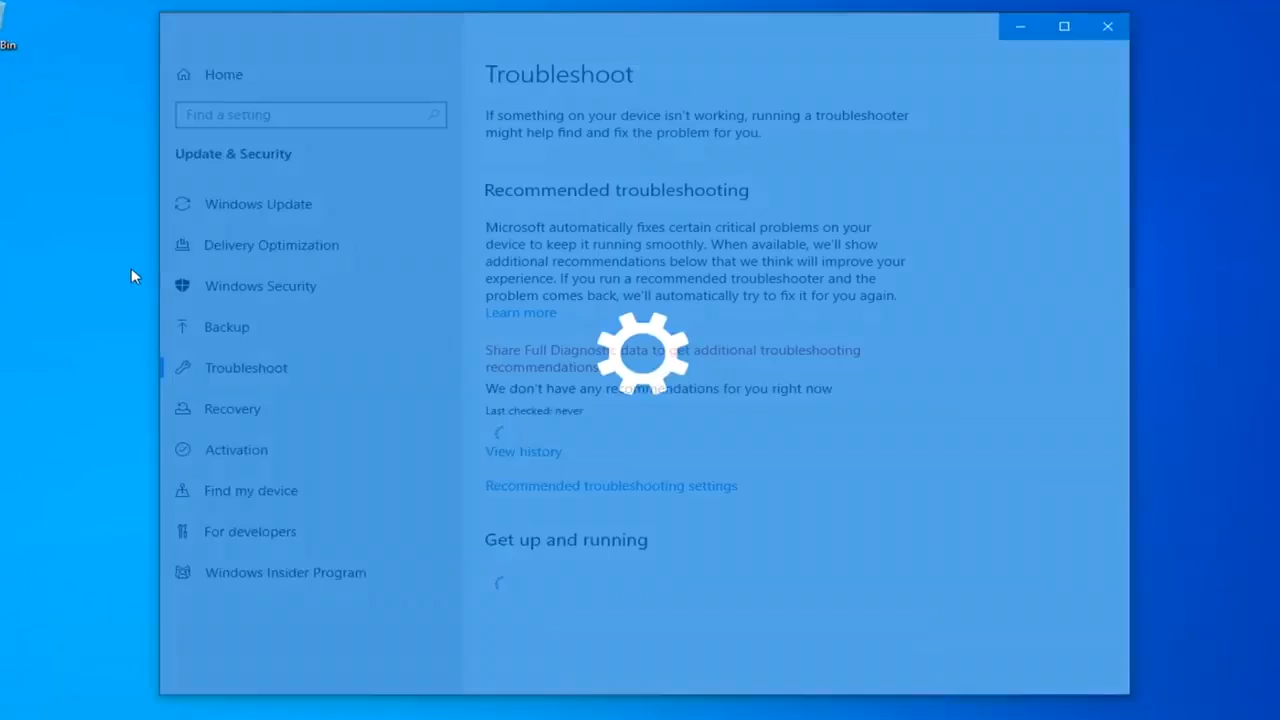 Bin
Home
Find a setting
Update & Security
Windows Update
Delivery Optimization
Windows Security
Backup
Troubleshoot
Recovery
Activation
Find my device
For developers
Windows Insider Program
Troubleshoot
If something on your device isn't working, running a troubleshooter
might help find and fix the problem for you.
Recommended troubleshooting
Microsoft automatically fixes certain critical problems on your
device to keep it running smoothly. When available, we'll show
additional recommendations below that we think will improve your
experience. If you run a recommended troubleshooter and the
problem comes back, we'll automatically try to fix it for you again.
Learn more
Share Full Diagnostic data to get additional troubleshooting
recommendations
We don't have any recommendations for you right now
Last checked: never
View history
Recommended troubleshooting settings
Get up and running